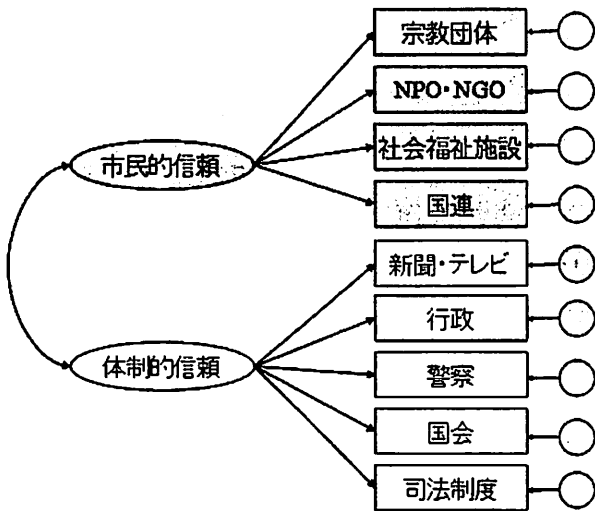 宗教団体
NPO・NGO
社会福祉施設
国連
市民的信頼
新聞・テレビ
行政
体制的信頼
警察
国会
司法制度